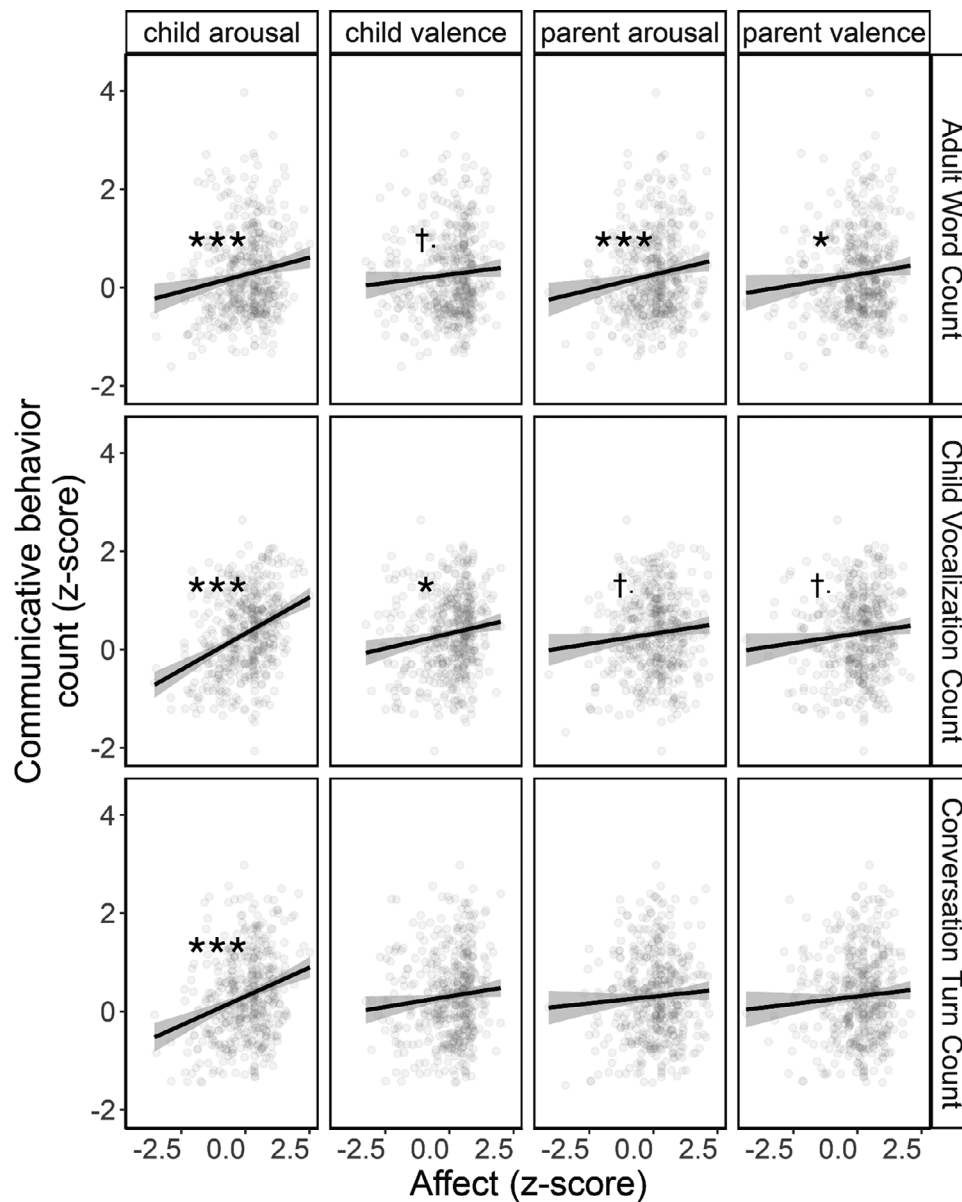 child arousal
child valence
parent arousal
parent valence
4
2
0
-2
***
†.
***
*
Adult Word Count
4
2
0
-2
***
*
†.
†.
Child Vocalization Count
4
2
0
-2
***
Conversation Turn Count
Communicative behavior
count (z-score)
-2.5 0.0 2.5
-2.5 0.0 2.5
-2.5 0.0 2.5
-2.5 0.0 2.5
Affect (z-score)